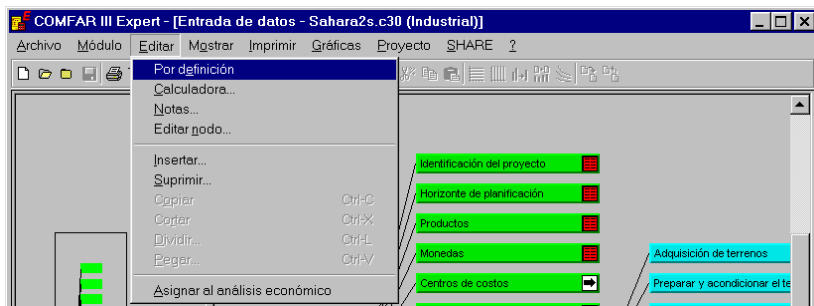 COMFAR III Expert - [Entrada de datos - Sahara2s.c30 (Industrial)]
Archivo Módulo Editar Mostrar Imprimir Gráficas Proyecto SHARE ?
Por definición
Calculadora...
Notas...
Editar nodo...
Insertar...
Suprimir...
Copiar Ctrl-C
Cortar Ctrl-X
Dividir... Ctrl-L
Pegar... Ctrl-V
Asignar al análisis económico
Identificación del proyecto
Horizonte de planificación
Productos
Monedas
Centros de costos
Adquisición de terrenos
Preparar y acondicionar el te